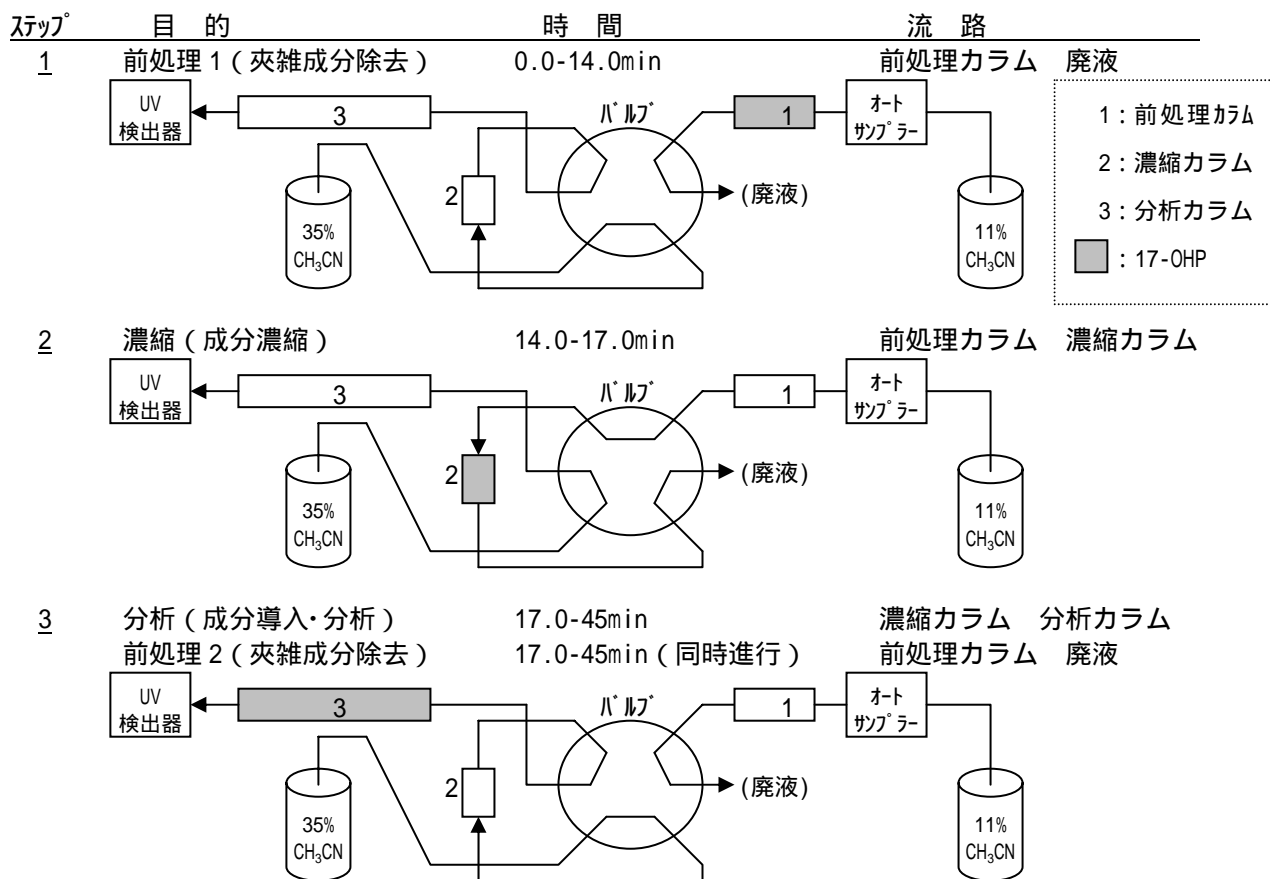 ｽﾃｯﾌﾟ 目 的 時 間 流 路
1 前処理1（夾雑成分除去） 0.0-14.0min 前処理カラム 廃液
UV
検出器
3
ﾊﾞﾙﾌﾞ
1
ｵｰﾄ
ｻﾝﾌﾟﾗｰ
2
(廃液)
35%
CH₃CN
11%
CH₃CN
1：前処理ｶﾗﾑ
2：濃縮カラム
3：分析カラム
：17-OHP
2 濃縮（成分濃縮） 14.0-17.0min 前処理カラム 濃縮カラム
UV
検出器
3
ﾊﾞﾙﾌﾞ
1
ｵｰﾄ
ｻﾝﾌﾟﾗｰ
2
(廃液)
35%
CH₃CN
11%
CH₃CN
3 分析（成分導入･分析） 17.0-45min 濃縮カラム 分析カラム
前処理2（夾雑成分除去） 17.0-45min（同時進行） 前処理カラム 廃液
UV
検出器
3
ﾊﾞﾙﾌﾞ
1
ｵｰﾄ
ｻﾝﾌﾟﾗｰ
2
(廃液)
35%
CH₃CN
11%
CH₃CN